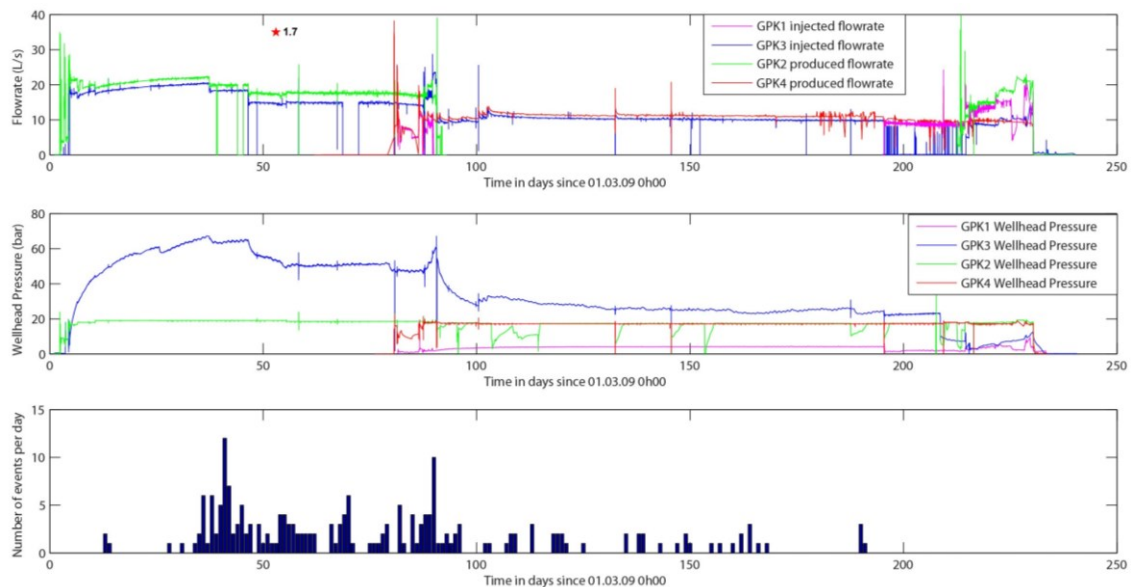 40
30
20
10
0
Flowrate (L/s)
1.7
GPK1 injected flowrate
GPK3 injected flowrate
GPK2 produced flowrate
GPK4 produced flowrate
0 50 100 150 200 250
Time in days since 01.03.09 0h00
80
60
40
20
0
Wellhead Pressure (bar)
GPK1 Wellhead Pressure
GPK3 Wellhead Pressure
GPK2 Wellhead Pressure
GPK4 Wellhead Pressure
0 50 100 150 200 250
Time in days since 01.03.09 0h00
15
10
5
0
Number of events per day
0 50 100 150 200 250
Time in days since 01.03.09 0h00